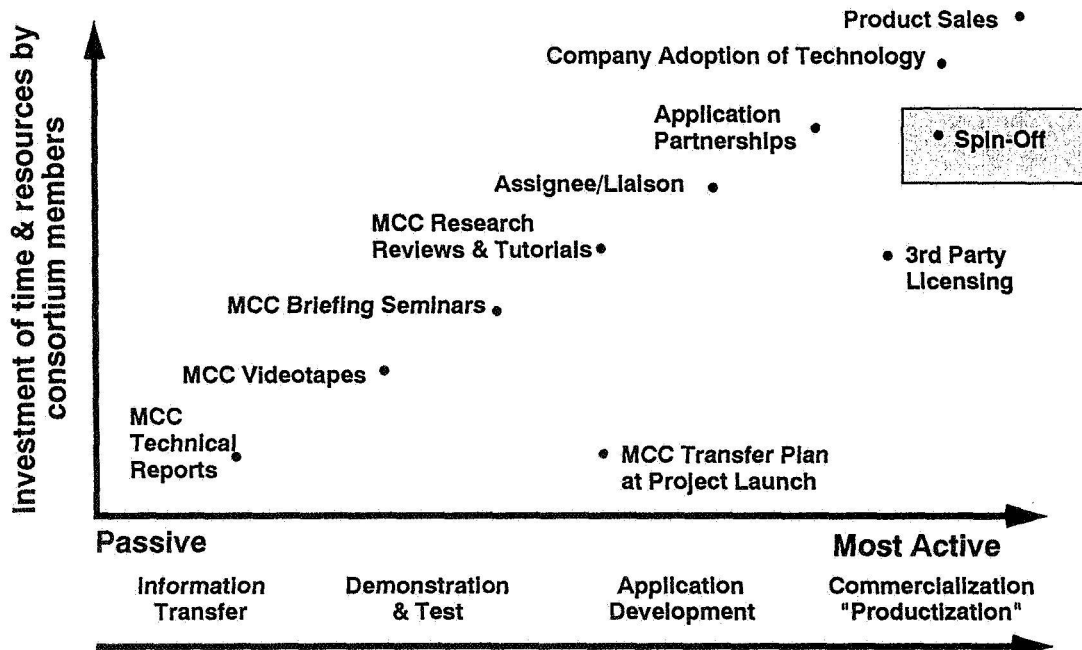 Investment of time & resources by
consortium members
Product Sales
Company Adoption of Technology
Application
Partnerships
Spin-Off
Assignee/Liaison
MCC Research
Reviews & Tutorials
3rd Party
Licensing
MCC Briefing Seminars
MCC Videotapes
MCC
Technical
Reports
MCC Transfer Plan
at Project Launch
Passive
Most Active
Information
Transfer
Demonstration
& Test
Application
Development
Commercialization
"Productization"